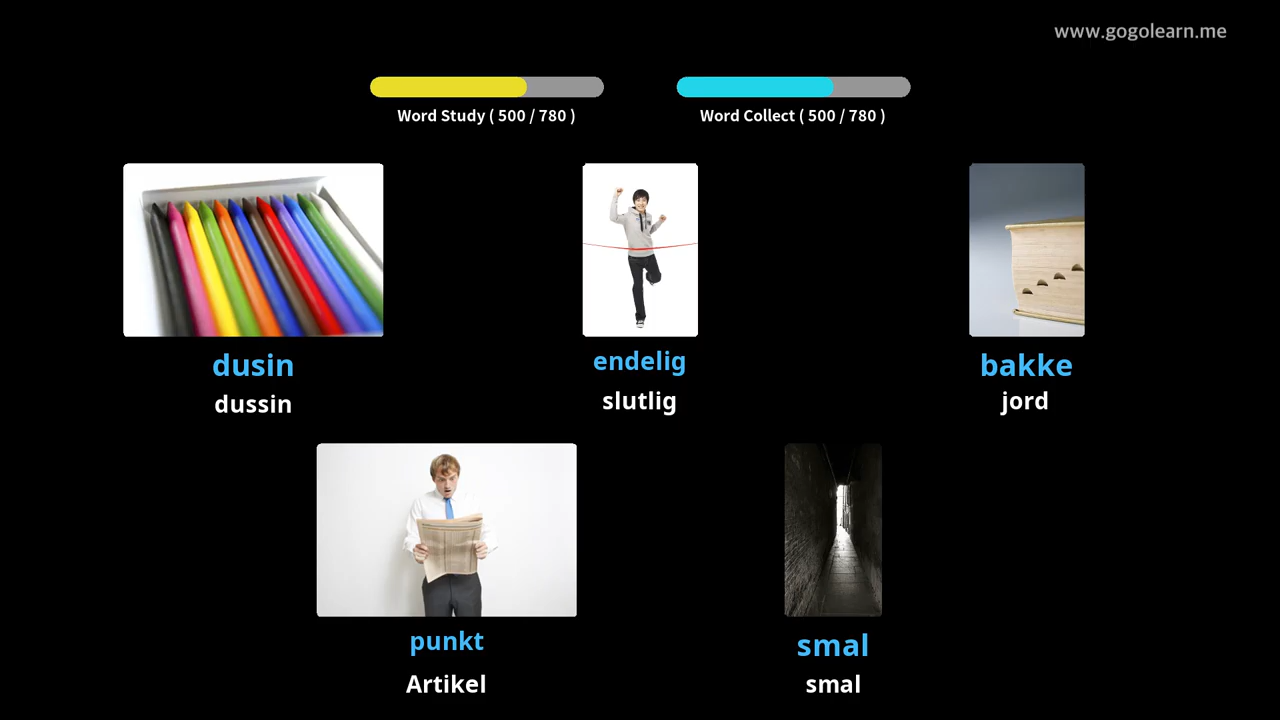 www.gogolearn.me
Word Study ( 500 / 780 )
Word Collect ( 500 / 780 )
dusin
dussin
endelig
slutlig
bakke
jord
punkt
Artikel
smal
smal